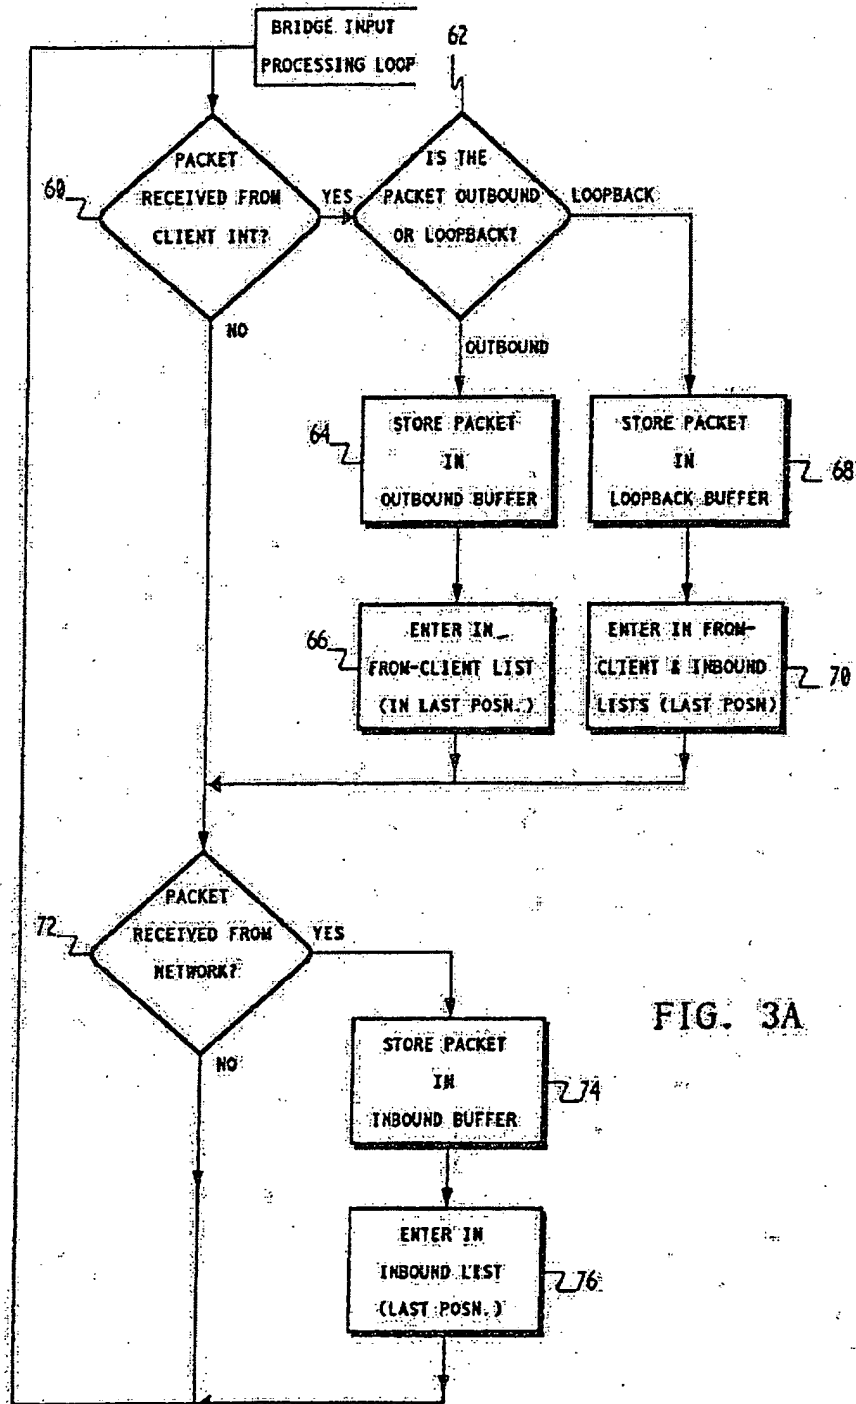 BRIDGE INPUT
PROCESSING LOOP
62
PACKET
RECEIVED FROM
CLIENT INT?
60
YES
NO
IS THE
PACKET OUTBOUND
OR LOOPBACK?
LOOPBACK
OUTBOUND
STORE PACKET
IN
OUTBOUND BUFFER
64
STORE PACKET
IN
LOOPBACK BUFFER
68
ENTER IN
FROM-CLIENT LIST
(IN LAST POSN.)
66
ENTER IN FROM-
CLIENT & INBOUND
LISTS (LAST POSN)
70
PACKET
RECEIVED FROM
NETWORK?
72
YES
NO
STORE PACKET
IN
INBOUND BUFFER
74
FIG. 3A
ENTER IN
INBOUND LIST
(LAST POSN.)
76